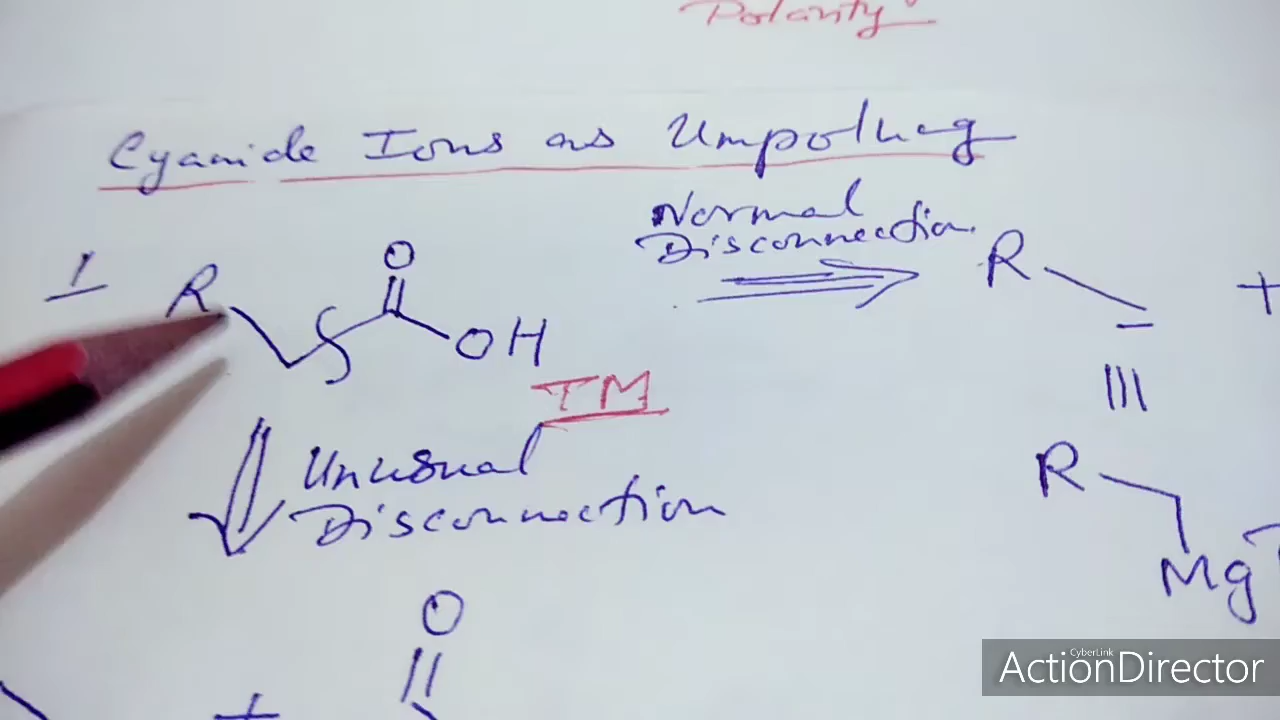 Polarity
Cyanide Ions as Umpolung
Normal
Disconnection
1
R
O
OH
R
+
TM
Unusual
Disconnection
R
Mg
O
+
CyberLink
ActionDirector